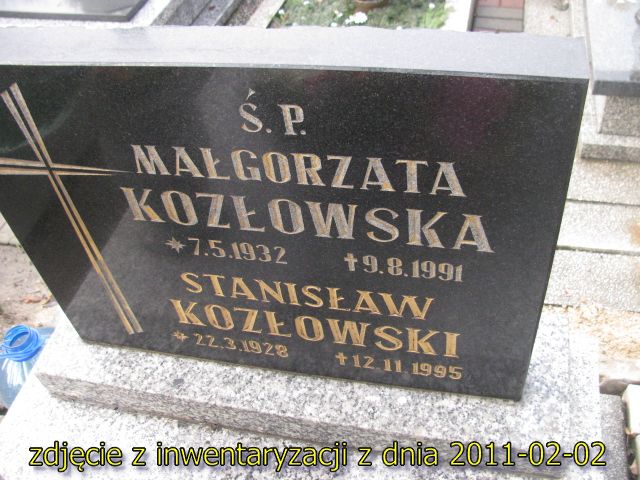 Ś.P.
MAŁGORZATA
KOZŁOWSKA
*7.5.1932 †9.8.1991
STANISŁAW
KOZŁOWSKI
*22.3.1928 †12.11.1995
zdjęcie z inwentaryzacji z dnia 2011-02-02